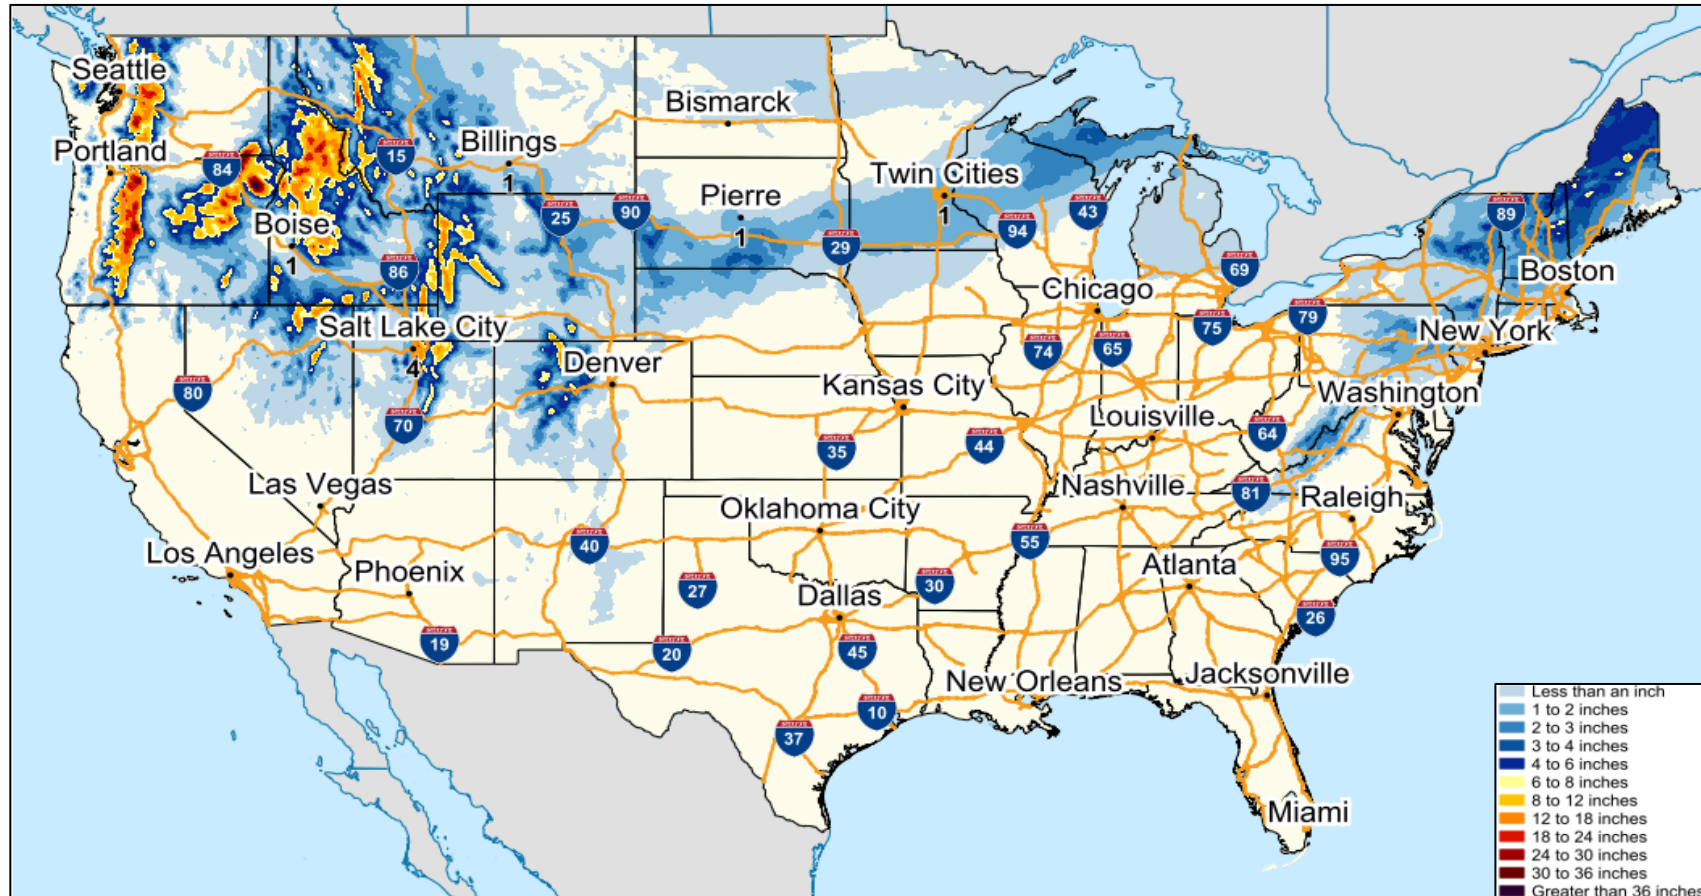 Seattle
Portland
84
15
Billings
1
Bismarck
Boise
1
86
25
90
Pierre
1
29
Twin Cities
1
94
43
69
89
Boston
Salt Lake City
4
Denver
80
70
Chicago
74
65
75
79
New York
Kansas City
35
44
Louisville
64
Washington
Las Vegas
Los Angeles
Phoenix
19
40
27
20
Oklahoma City
Dallas
45
10
37
30
55
Nashville
81
Raleigh
95
Atlanta
26
New Orleans
Jacksonville
Miami
Less than an inch
1 to 2 inches
2 to 3 inches
3 to 4 inches
4 to 6 inches
6 to 8 inches
8 to 12 inches
12 to 18 inches
18 to 24 inches
24 to 30 inches
30 to 36 inches
Greater than 36 inches